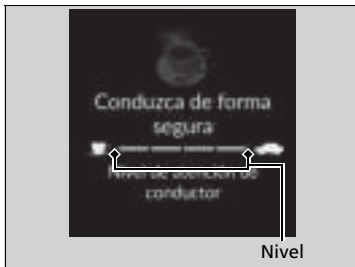 Conduzca de forma
segura
Nivel de atención de
conductor
Nivel